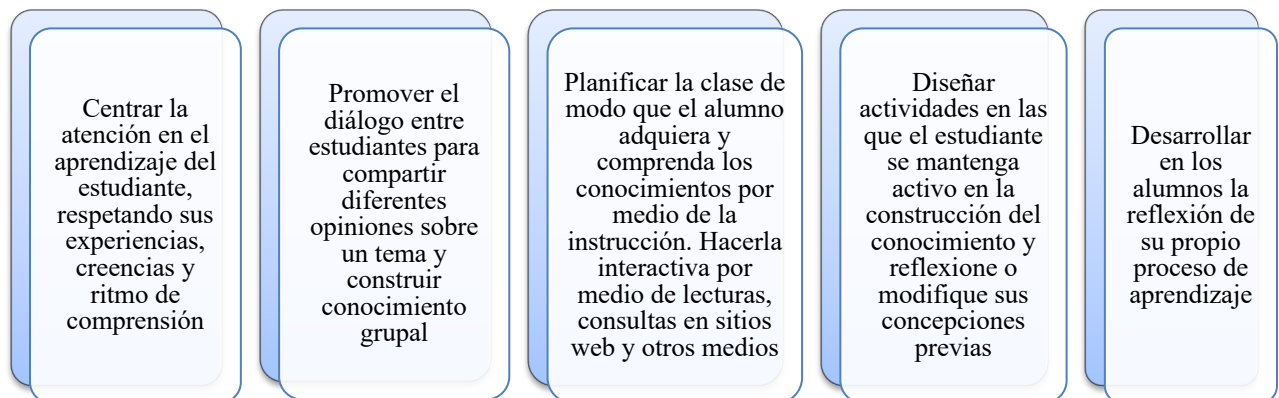 Centrar la
atención en el
aprendizaje del
estudiante,
respetando sus
experiencias,
creencias y
ritmo de
comprensión
Promover el
diálogo entre
estudiantes para
compartir
diferentes
opiniones sobre
un tema y
construir
conocimiento
grupal
Planificar la clase de
modo que el alumno
adquiera y
comprenda los
conocimientos por
medio de la
instrucción. Hacerla
interactiva por
medio de lecturas,
consultas en sitios
web y otros medios
Diseñar
actividades en las
que el estudiante
se mantenga
activo en la
construcción del
conocimiento y
reflexione o
modifique sus
concepciones
previas
Desarrollar
en los
alumnos la
reflexión de
su propio
proceso de
aprendizaje